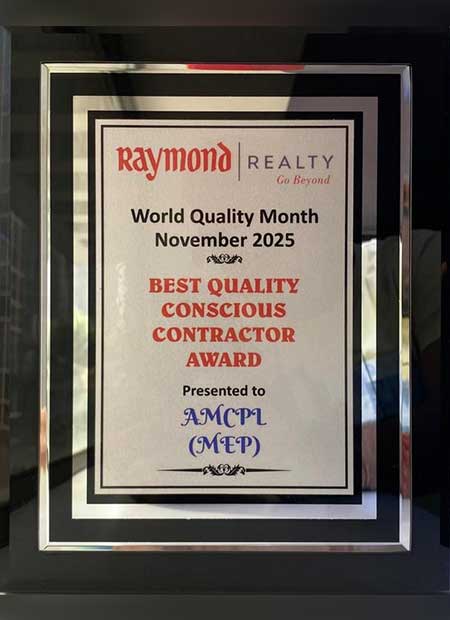 Raymond | REALTY
Go Beyond
World Quality Month
November 2025
BEST QUALITY
CONSCIOUS
CONTRACTOR
AWARD
Presented to
AMCPL
(MEP)